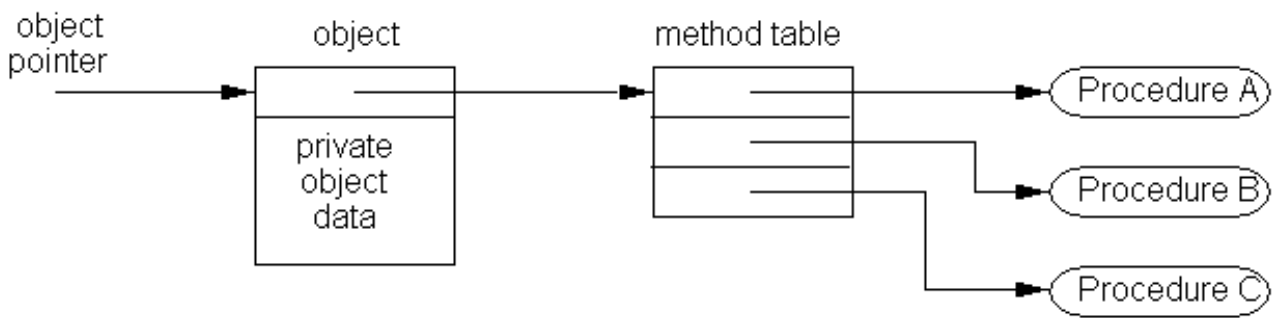 object
pointer
object
method table
private
object
data
Procedure A
Procedure B
Procedure C